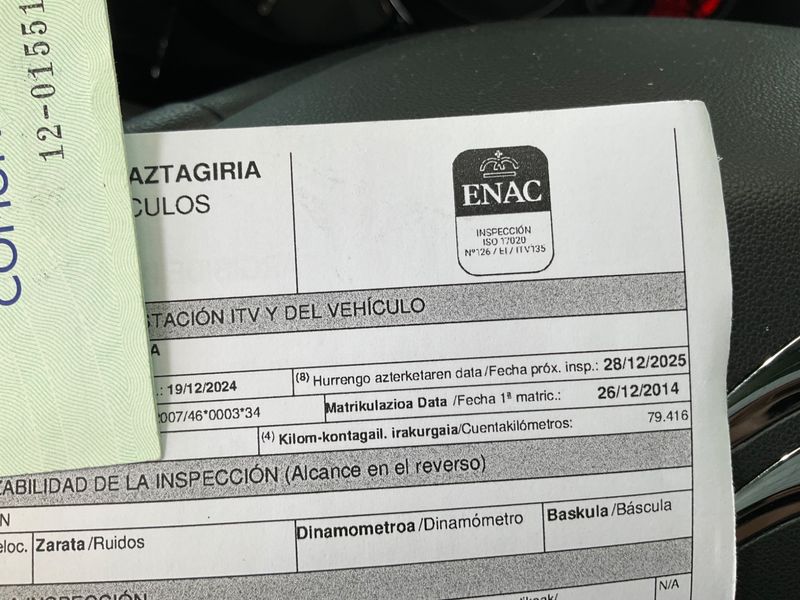 12-01551
AZTAGIRIA
CULOS
ENAC
INSPECCIÓN
ISO 17020
Nº126 / EI / ITV135
STACIÓN ITV Y DEL VEHÍCULO
A
.: 19/12/2024
(8) Hurrengo azterketaren data/Fecha próx. insp.: 28/12/2025
007/46*0003*34
Matrikulazioa Data /Fecha 1ª matric.: 26/12/2014
(4) Kilom-kontagail. irakurgaia/Cuentakilómetros: 79.416
ABILIDAD DE LA INSPECCIÓN (Alcance en el reverso)
N
eloc. Zarata/Ruidos
Dinamometroa/Dinamómetro
Baskula/Báscula
INSPECCIÓN
N/A